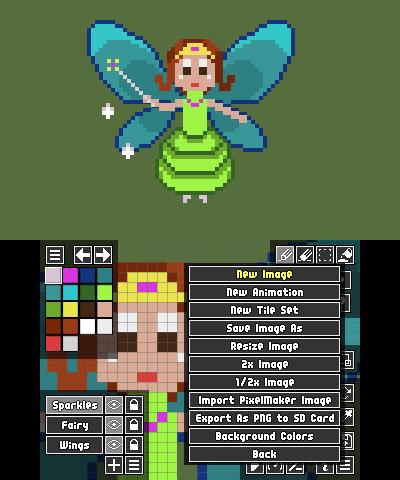 New Image
New Animation
New Tile Set
Save Image As
Resize Image
2x Image
1/2x Image
Import PixelMaker Image
Export As PNG to SD Card
Background Colors
Back
Sparkles
Fairy
Wings